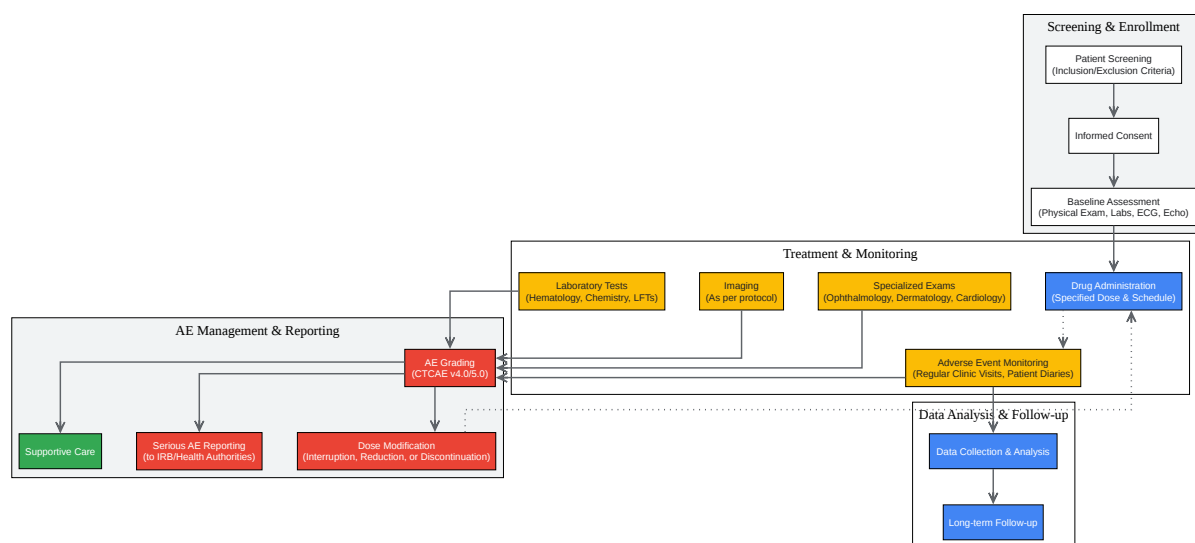 Screening & Enrollment
Patient Screening
(Inclusion/Exclusion Criteria)
Informed Consent
Baseline Assessment
(Physical Exam, Labs, ECG, Echo)
Treatment & Monitoring
Laboratory Tests
(Hematology, Chemistry, LFTs)
Imaging
(As per protocol)
Specialized Exams
(Ophthalmology, Dermatology, Cardiology)
Drug Administration
(Specified Dose & Schedule)
Adverse Event Monitoring
(Regular Clinic Visits, Patient Diaries)
AE Management & Reporting
AE Grading
(CTCAE v4.0/5.0)
Supportive Care
Serious AE Reporting
(to IRB/Health Authorities)
Dose Modification
(Interruption, Reduction, or Discontinuation)
Data Analysis & Follow-up
Data Collection & Analysis
Long-term Follow-up